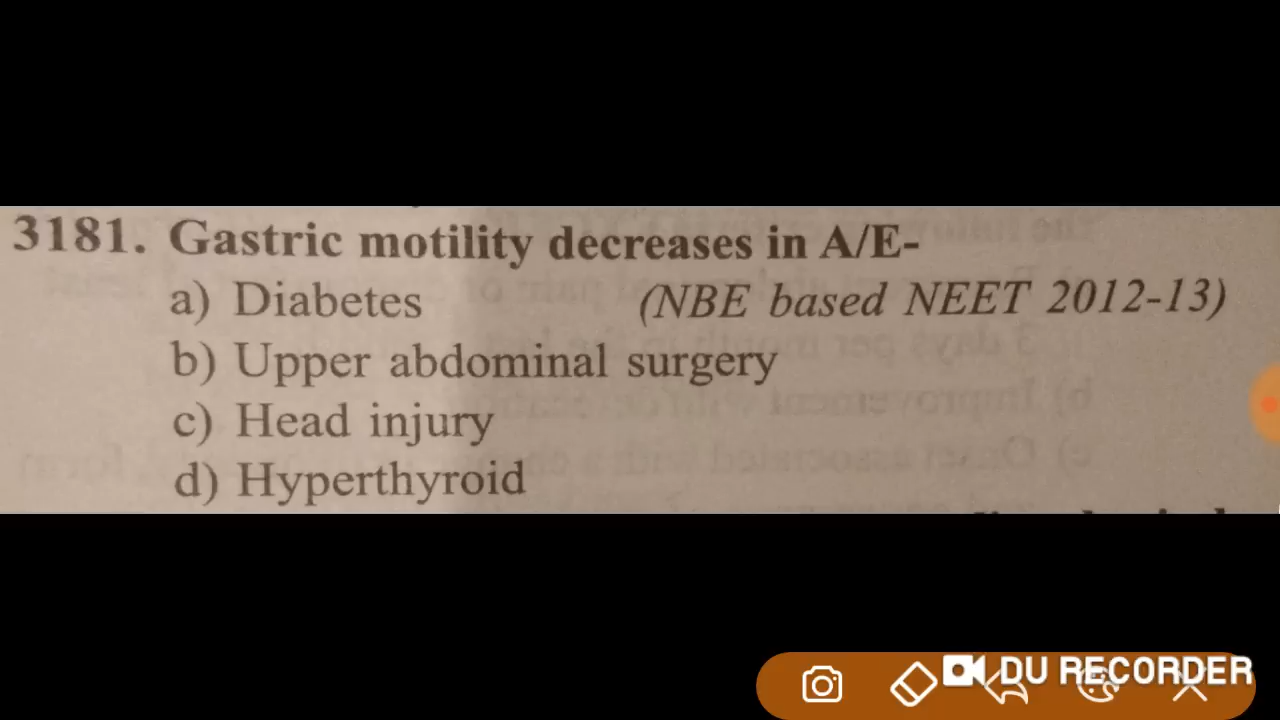 3181. Gastric motility decreases in A/E-
a) Diabetes (NBE based NEET 2012-13)
b) Upper abdominal surgery
c) Head injury
d) Hyperthyroid
DU RECORDER